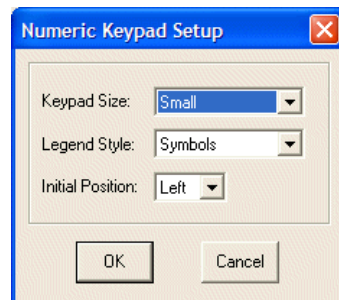 Numeric Keypad Setup
Keypad Size: Small
Legend Style: Symbols
Initial Position: Left
OK Cancel